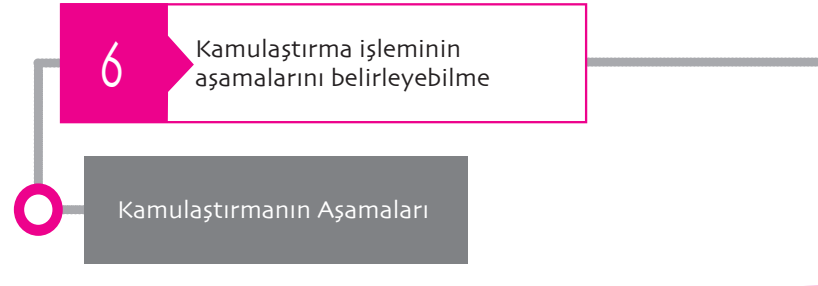 6
Kamulaştırma işleminin
aşamalarını belirleyebilme
Kamulaştırmanın Aşamaları